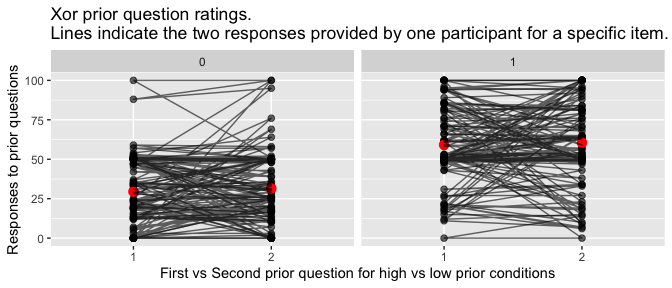 Xor prior question ratings.
Lines indicate the two responses provided by one participant for a specific item.
0
1
Responses to prior questions
100
75
50
25
0
1
2
1
2
First vs Second prior question for high vs low prior conditions